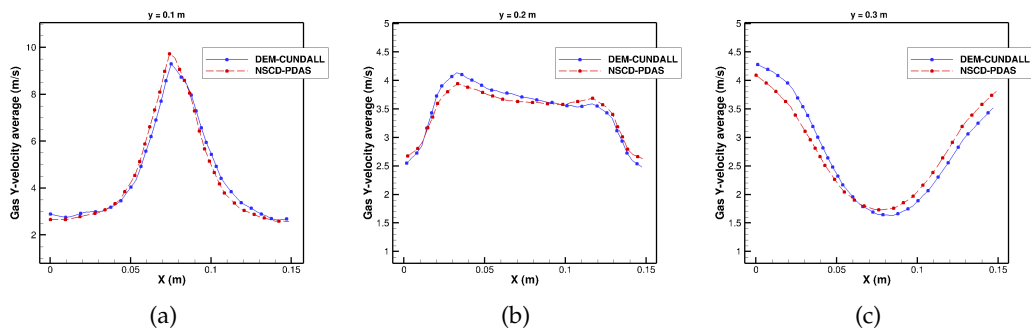 y = 0.1 m
Gas Y-velocity average (m/s)
10
8
6
4
2
DEM-CUNDALL
NSCD-PDAS
0 0.05 0.1 0.15
X (m)
(a)
y = 0.2 m
Gas Y-velocity average (m/s)
5
4.5
4
3.5
3
2.5
2
1.5
1
DEM-CUNDALL
NSCD-PDAS
0 0.05 0.1 0.15
X (m)
(b)
y = 0.3 m
Gas Y-velocity average (m/s)
5
4.5
4
3.5
3
2.5
2
1.5
1
DEM-CUNDALL
NSCD-PDAS
0 0.05 0.1 0.15
X (m)
(c)